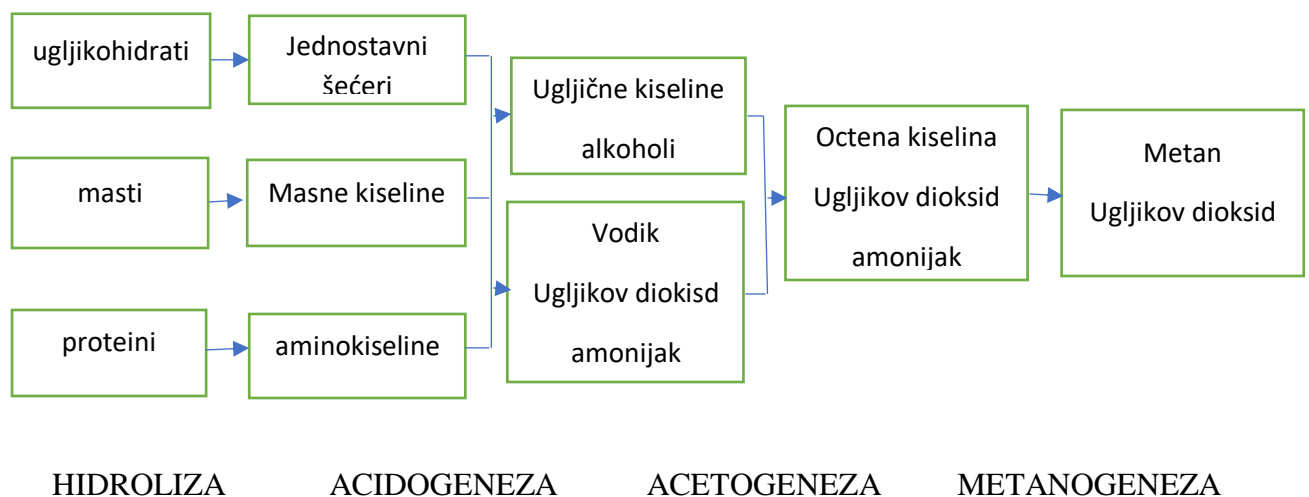 ugljikohidrati
Jednostavni
šećeri
masti
Masne kiseline
proteini
aminokiseline
Ugljične kiseline
alkoholi
Vodik
Ugljikov diokisd
amonijak
Octena kiselina
Ugljikov dioksid
amonijak
Metan
Ugljikov dioksid
HIDROLIZA ACIDOGENEZA ACETOGENEZA METANOGENEZA